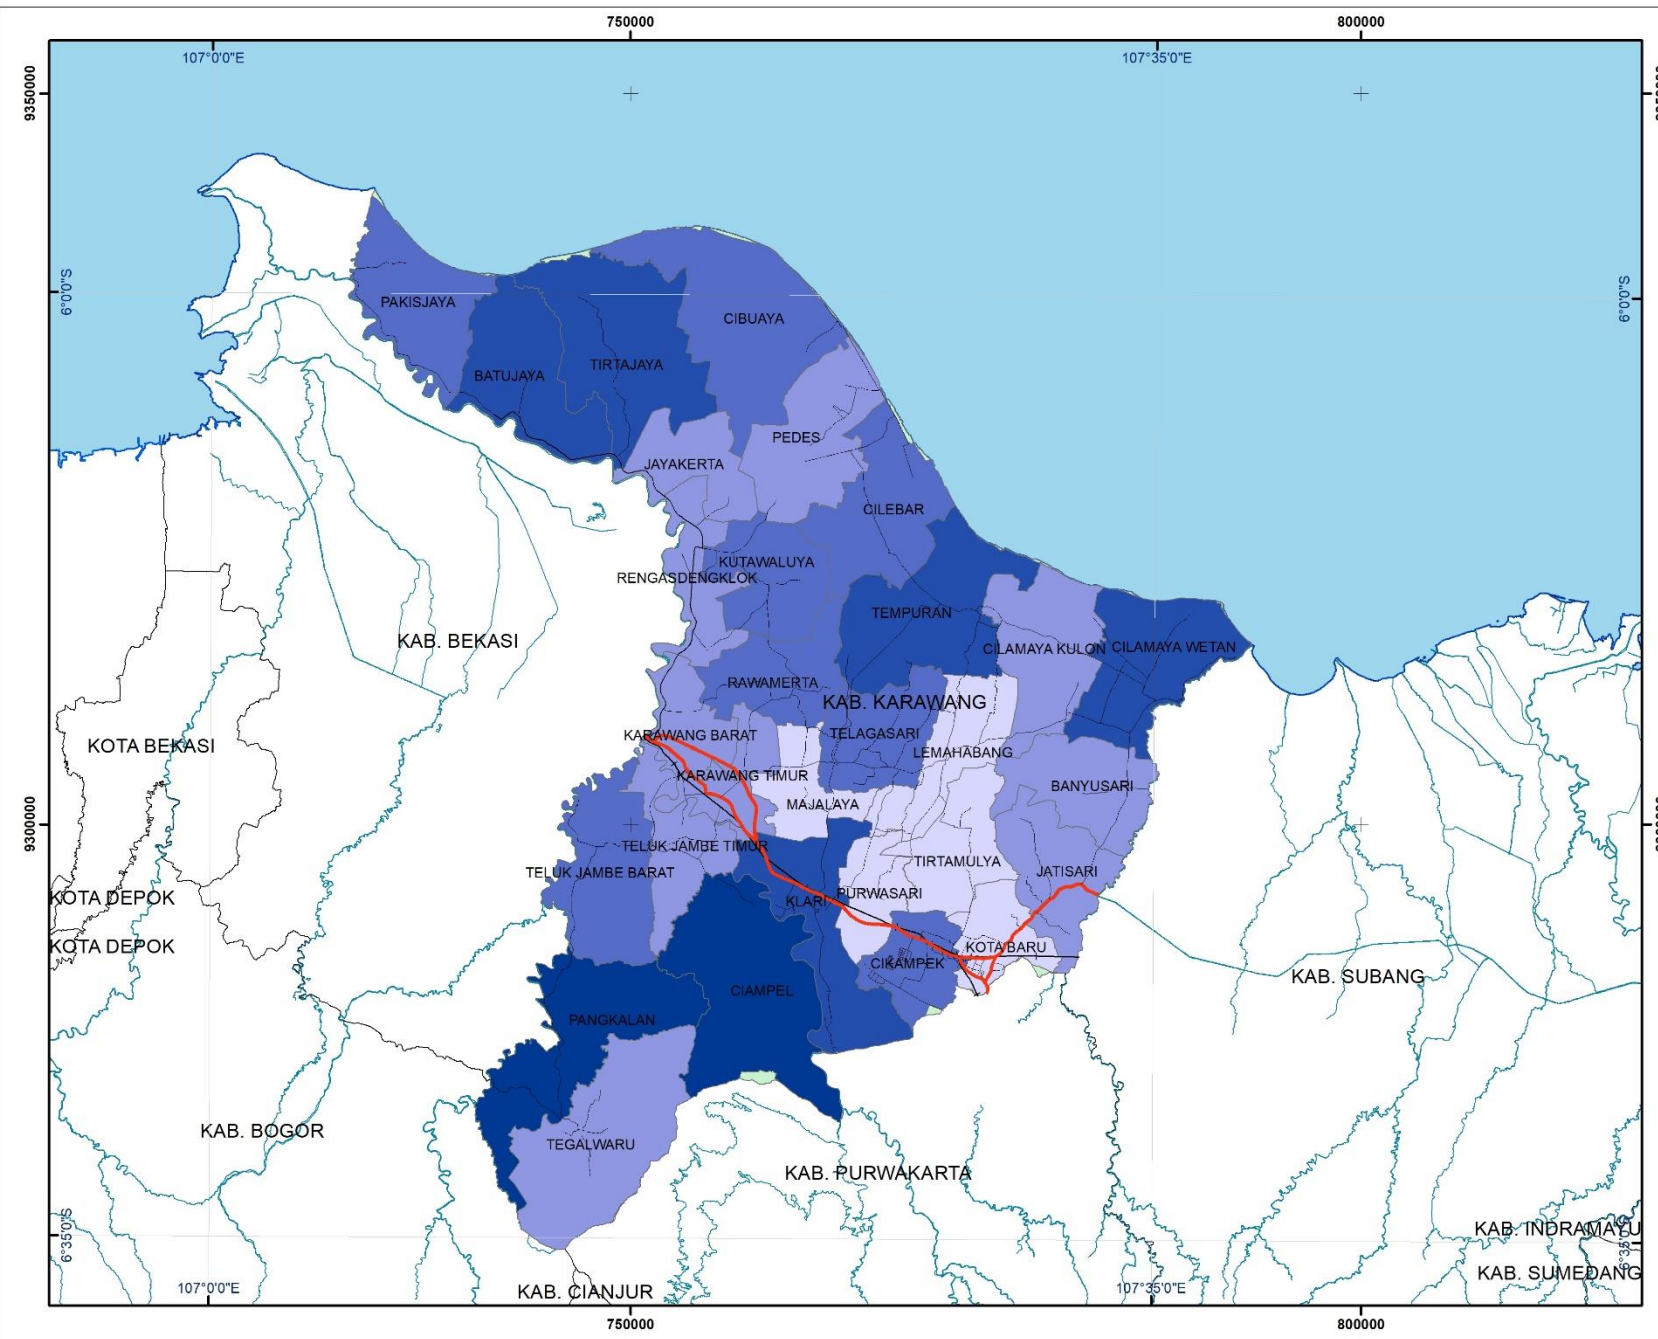 750000
800000
107°0'0"E
107°35'0"E
9350000
6°0'0"S
6°0'0"S
PAKISJAYA
CIBUAYA
TIRTAJAYA
BATUJAYA
PEDES
JAYAKERTA
CILEBAR
KUTAWALUYA
RENGASDENGKLOK
TEMPURAN
KAB. BEKASI
CILAMAYA KULON
CILAMAYA WETAN
RAWAMERTA
KAB. KARAWANG
KARAWANG BARAT
TELAGASARI
KOTA BEKASI
LEMAHABANG
KARAWANG TIMUR
BANYUSARI
MAJALAYA
9300000
TELUK JAMBE TIMUR
TIRTAMULYA
TELUK JAMBE BARAT
JATISARI
PURWASARI
KOTA DEPOK
KLARI
KOTA DEPOK
KOTA BARU
CIKAMPEK
KAB. SUBANG
CIAMPEL
PANGKALAN
KAB. BOGOR
TEGALWARU
KAB. PURWAKARTA
6°35'0"S
6°35'0"S
KAB. INDRAMAYU
KAB. SUMEDANG
107°0'0"E
107°35'0"E
KAB. CIANJUR
750000
800000